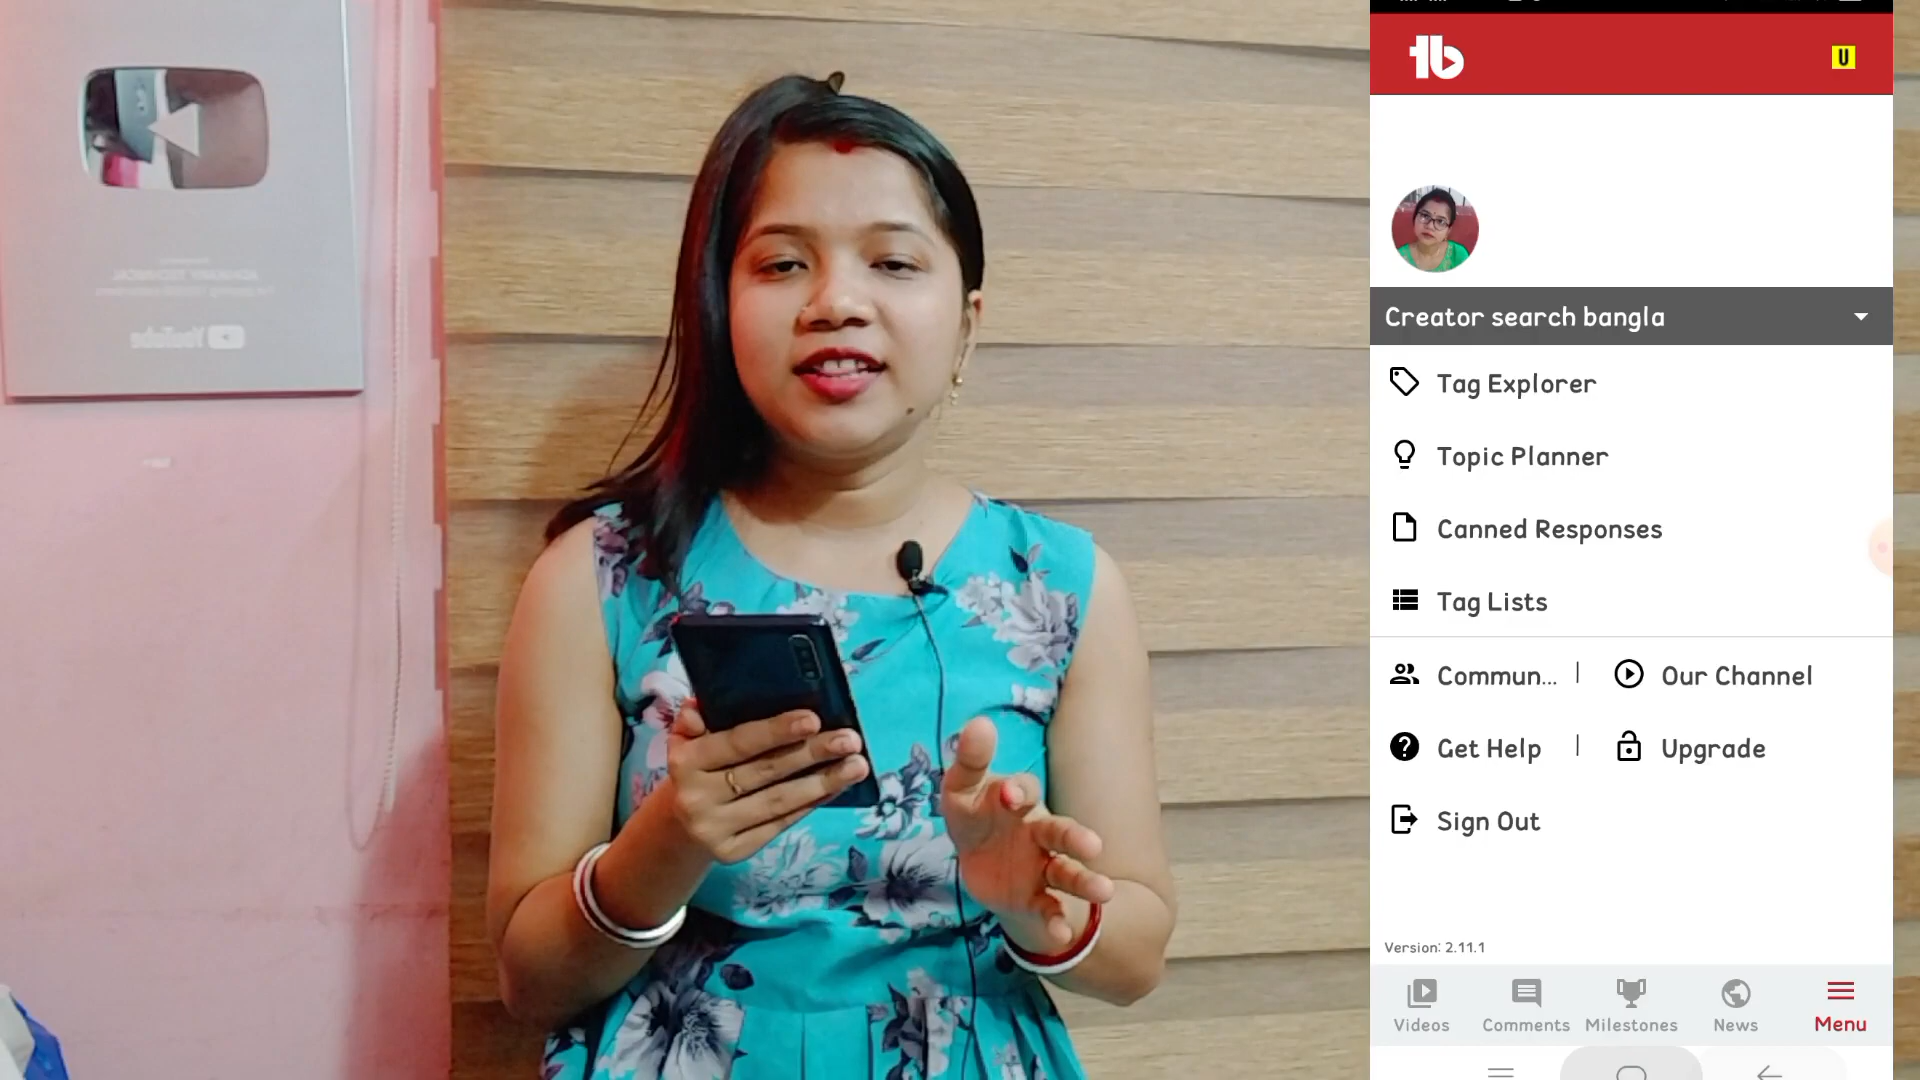 YouTube
U
Creator search bangla
Tag Explorer
Topic Planner
Canned Responses
Tag Lists
Commun... | Our Channel
Get Help | Upgrade
Sign Out
Version: 2.11.1
Videos Comments Milestones News Menu